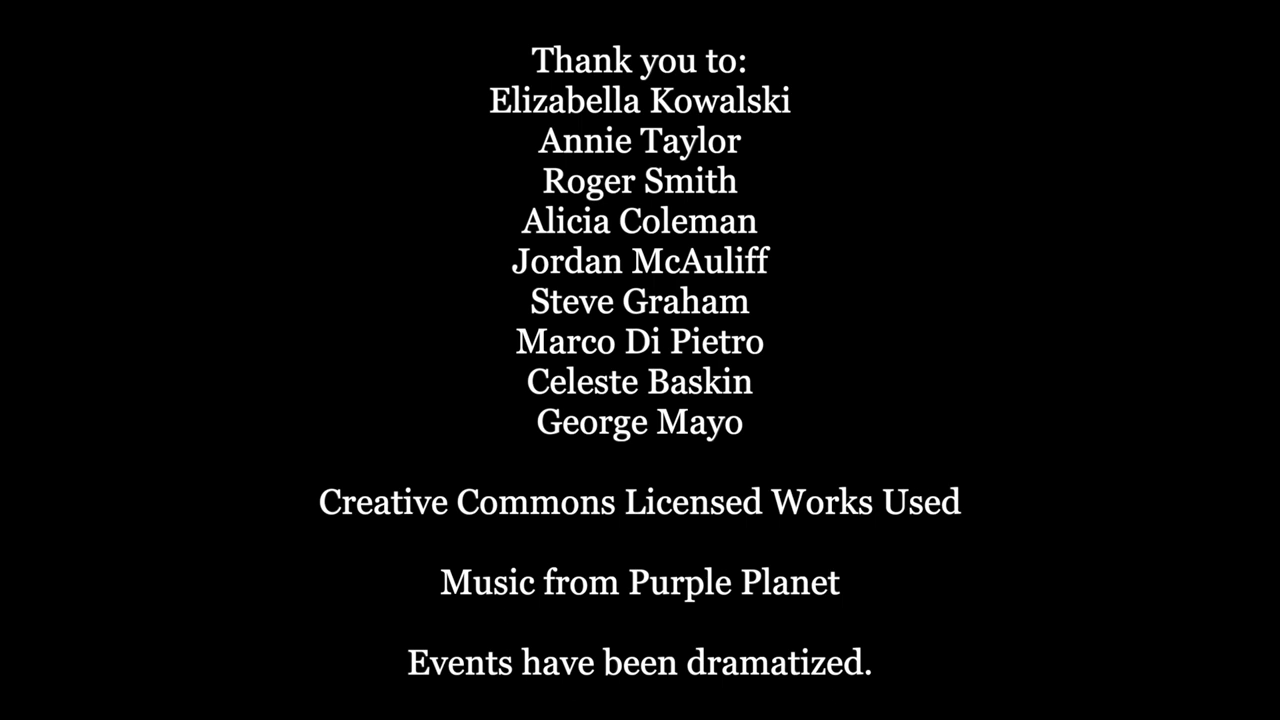 Thank you to:
Elizabella Kowalski
Annie Taylor
Roger Smith
Alicia Coleman
Jordan McAuliff
Steve Graham
Marco Di Pietro
Celeste Baskin
George Mayo
Creative Commons Licensed Works Used
Music from Purple Planet
Events have been dramatized.